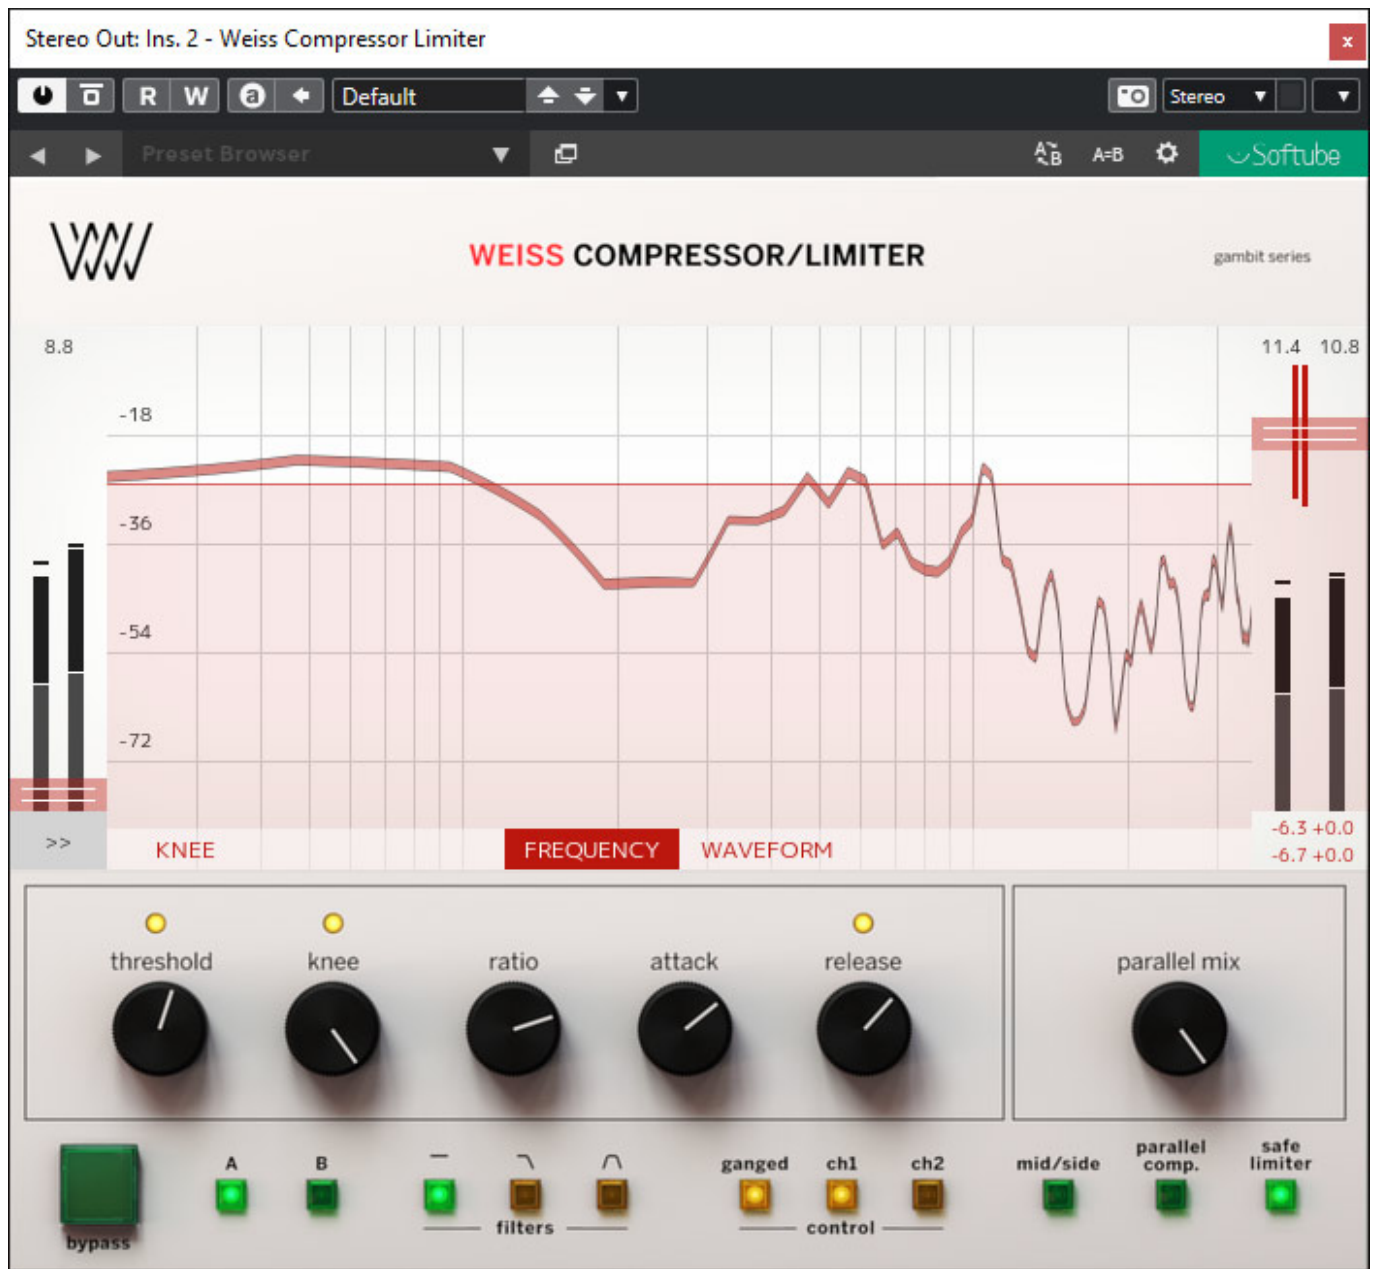 Stereo Out: Ins. 2 - Weiss Compressor Limiter
x
R W a Default Stereo
Preset Browser A B A=B Softube
WEISS COMPRESSOR/LIMITER
gambit series
8.8
11.4 10.8
-18
-36
-54
-72
>>
-6.3 +0.0
-6.7 +0.0
KNEE FREQUENCY WAVEFORM
threshold knee ratio attack release parallel mix
A B ganged ch1 ch2 mid/side parallel comp. safe limiter
filters control
bypass